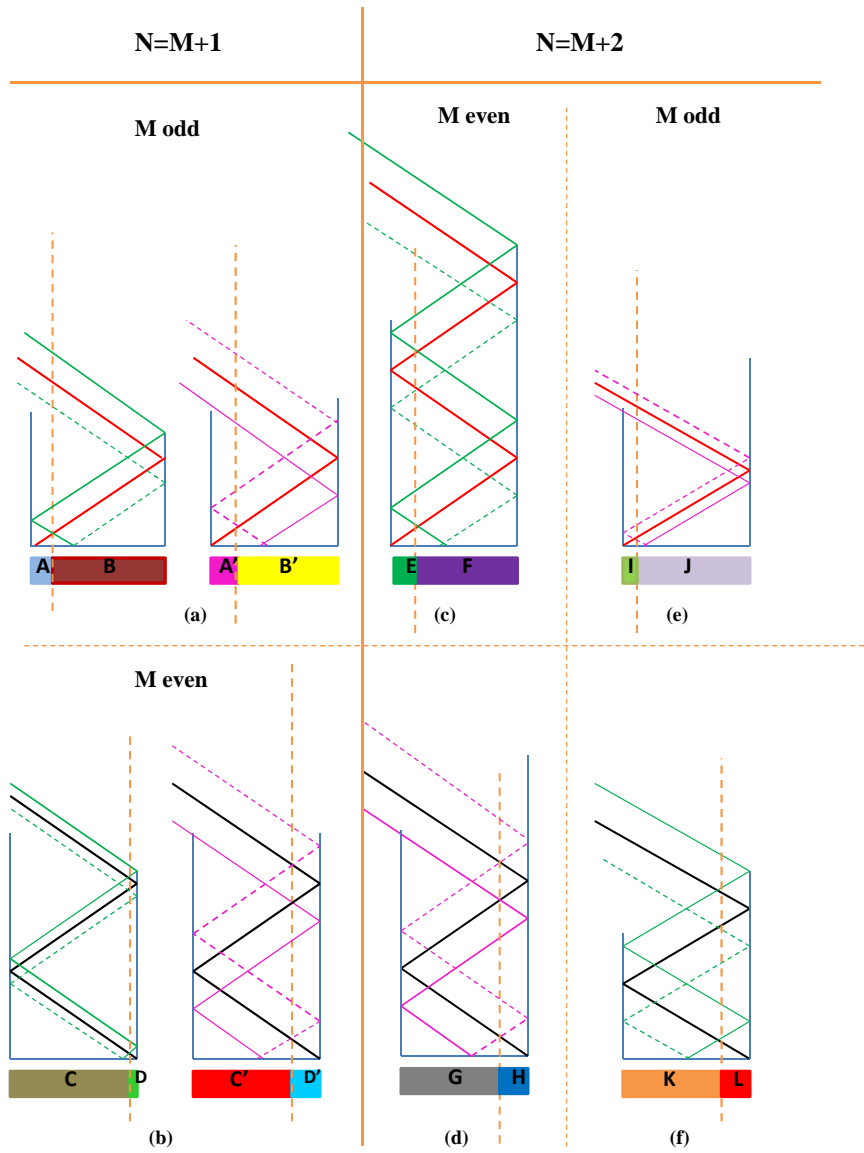 N=M+1
N=M+2
M odd
M even
M odd
A
B
A’
B’
E
F
I
J
(a)
(c)
(e)
M even
C
D
C’
D’
G
H
K
L
(b)
(d)
(f)